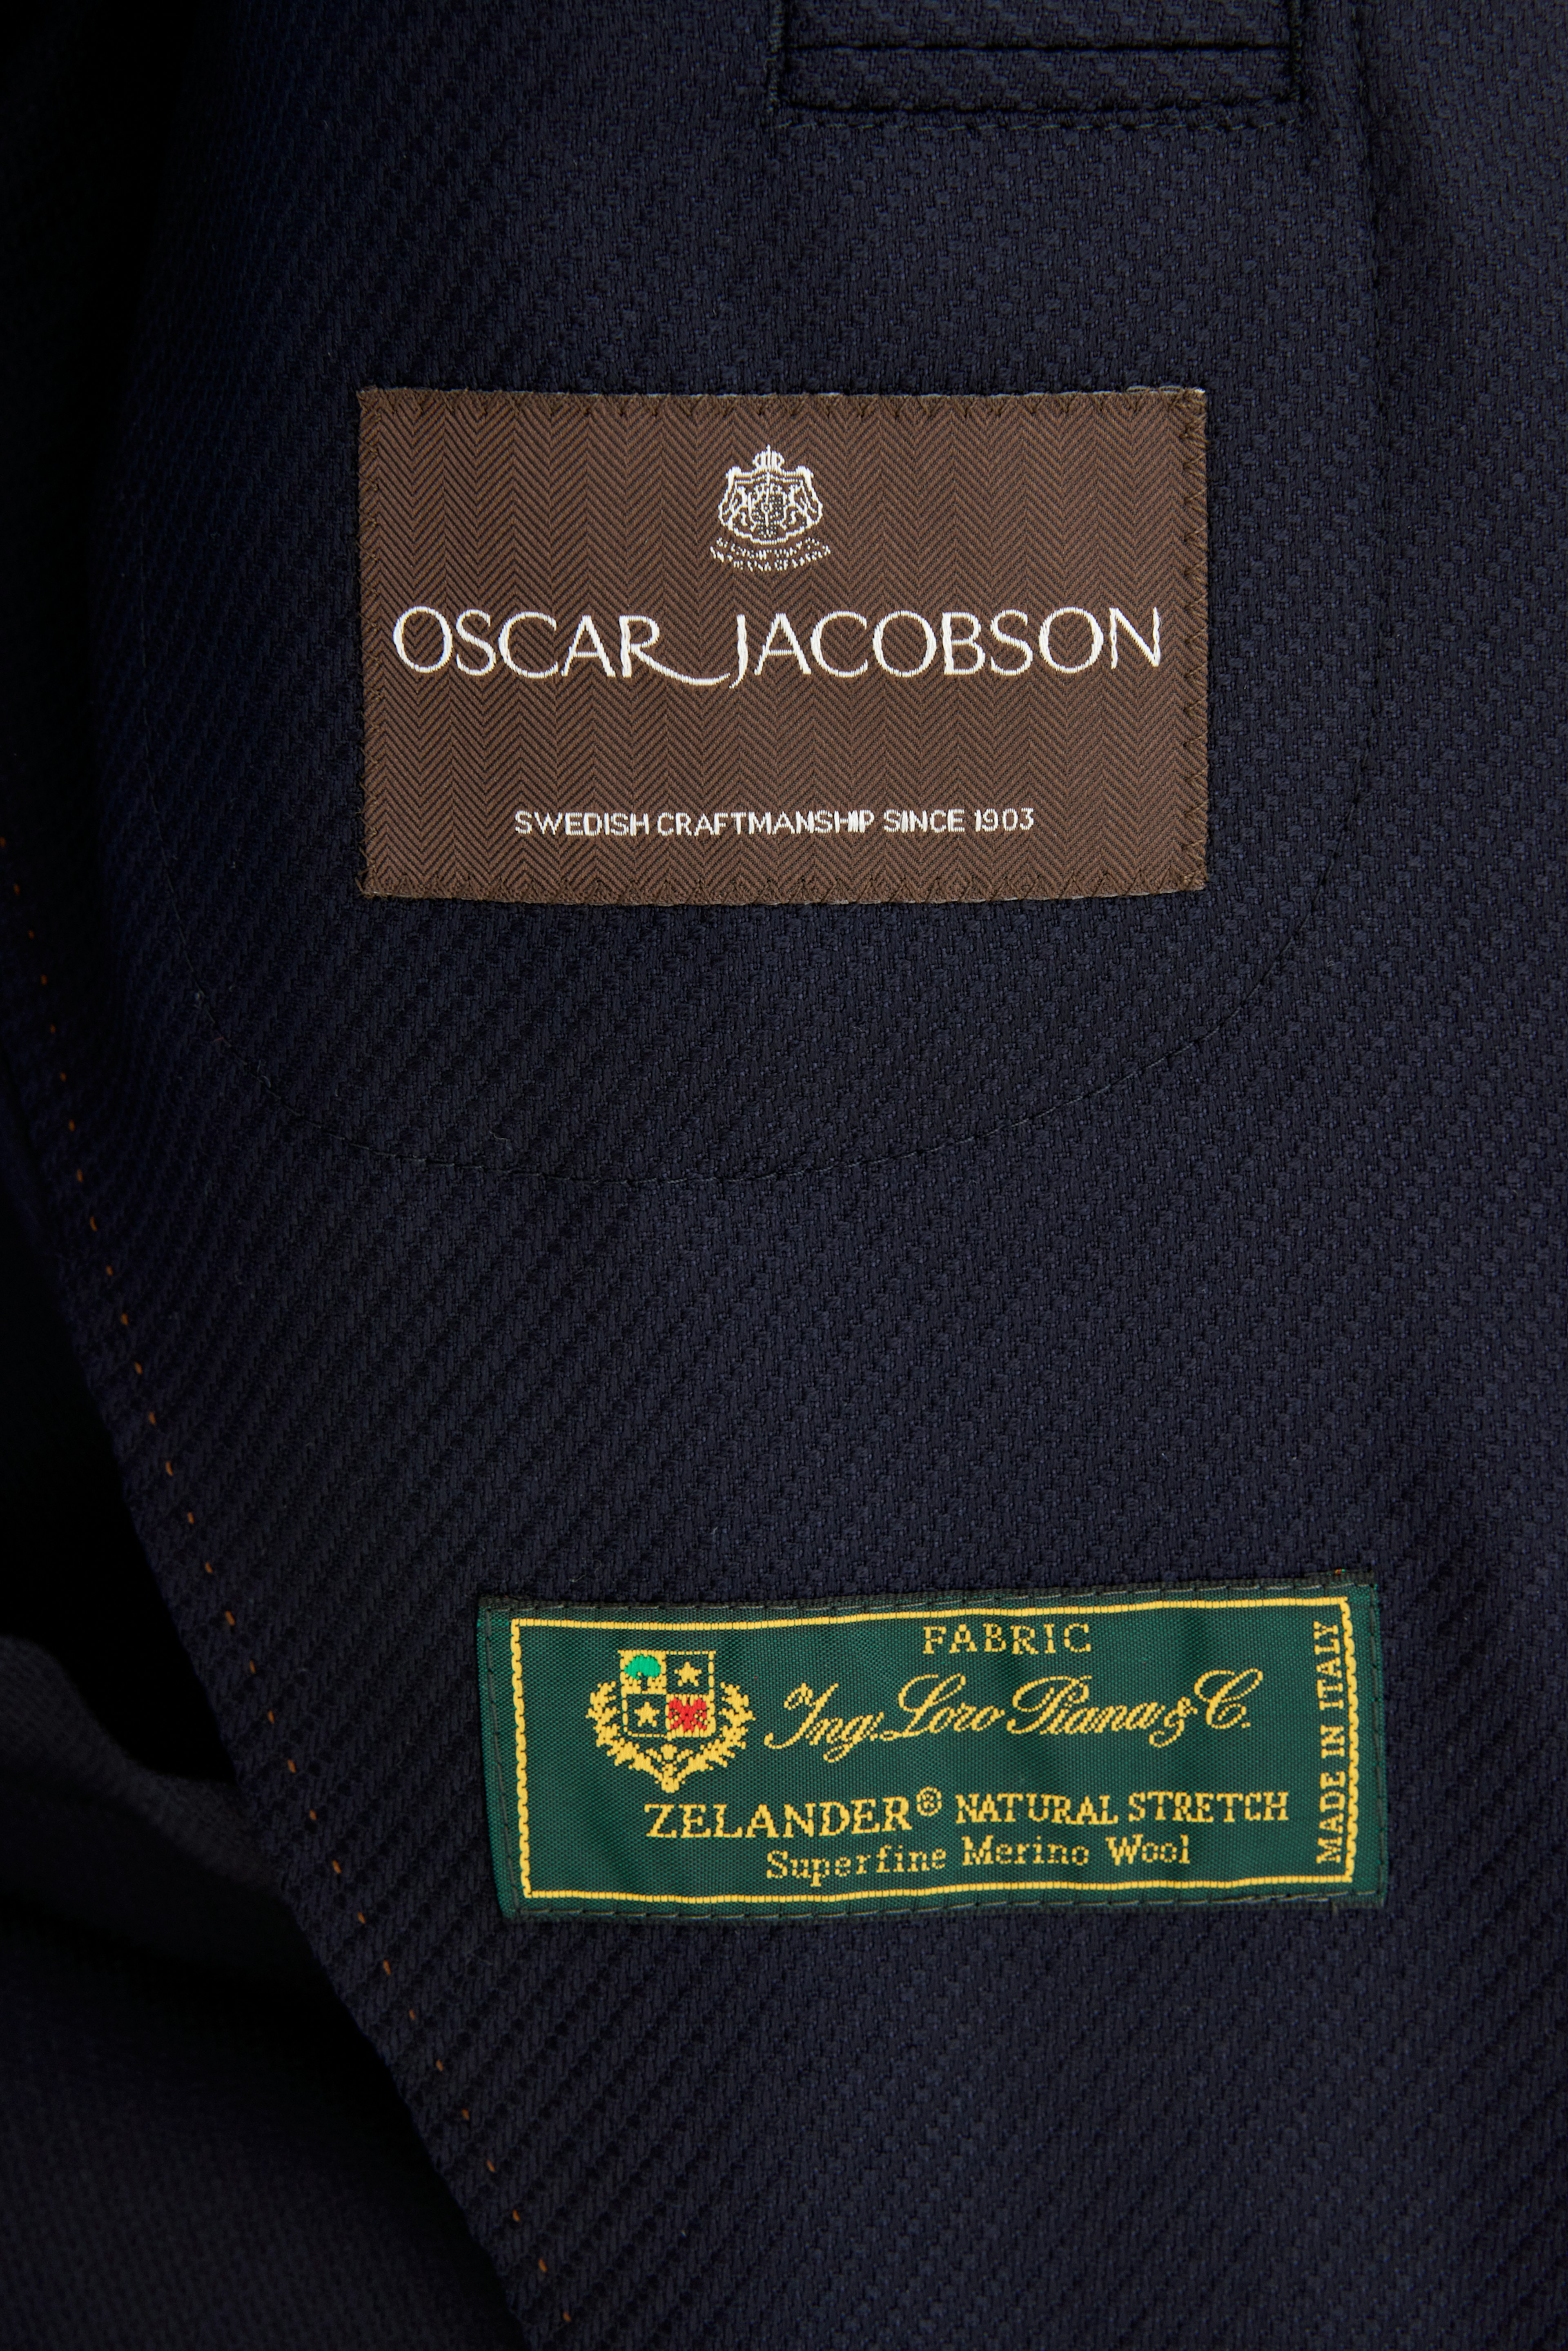 OSCAR JACOBSON
SWEDISH CRAFTMANSHIP SINCE 1903
FABRIC
Ing. Loro Piana & C.
ZELANDER® NATURAL STRETCH
Superfine Merino Wool
MADE IN ITALY